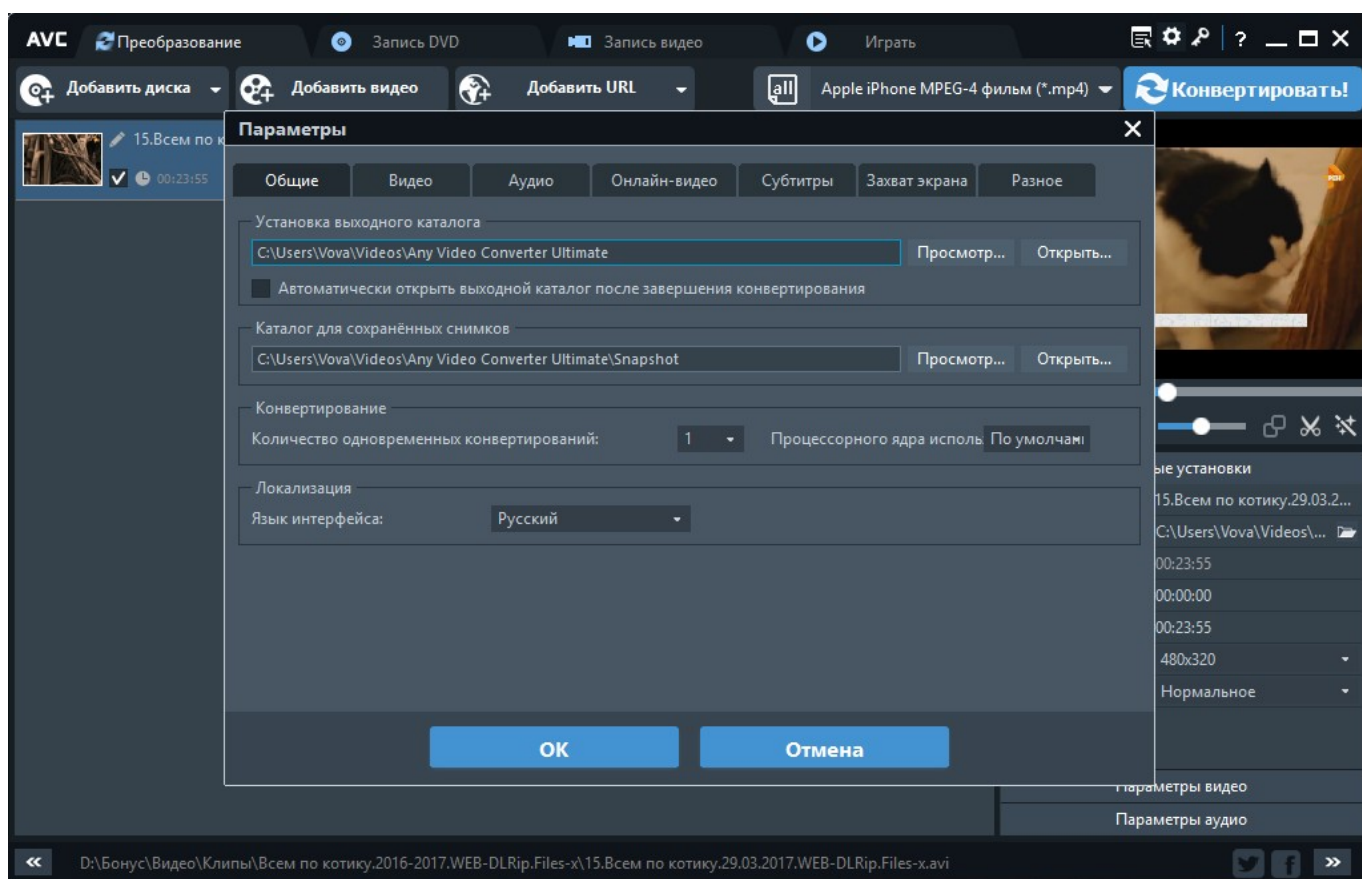 AVC Преобразование Запись DVD Запись видео Играть ?
Добавить диска Добавить видео Добавить URL all Apple iPhone MPEG-4 фильм (*.mp4) Конвертировать!
15.Всем по к
00:23:55
Параметры
Общие Видео Аудио Онлайн-видео Субтитры Захват экрана Разное
Установка выходного каталога
C:\Users\Vova\Videos\Any Video Converter Ultimate Просмотр... Открыть...
Автоматически открыть выходной каталог после завершения конвертирования
Каталог для сохранённых снимков
C:\Users\Vova\Videos\Any Video Converter Ultimate\Snapshot Просмотр... Открыть...
Конвертирование
Количество одновременных конвертирований: 1 Процессорного ядра исполь По умолчан
Локализация
Язык интерфейса: Русский
OK Отмена
ые установки
15.Всем по котику.29.03.2...
C:\Users\Vova\Videos\...
00:23:55
00:00:00
00:23:55
480x320
Нормальное
Параметры видео
Параметры аудио
D:\Бонус\Видео\Клипы\Всем по котику.2016-2017.WEB-DLRip.Files-x\15.Всем по котику.29.03.2017.WEB-DLRip.Files-x.avi